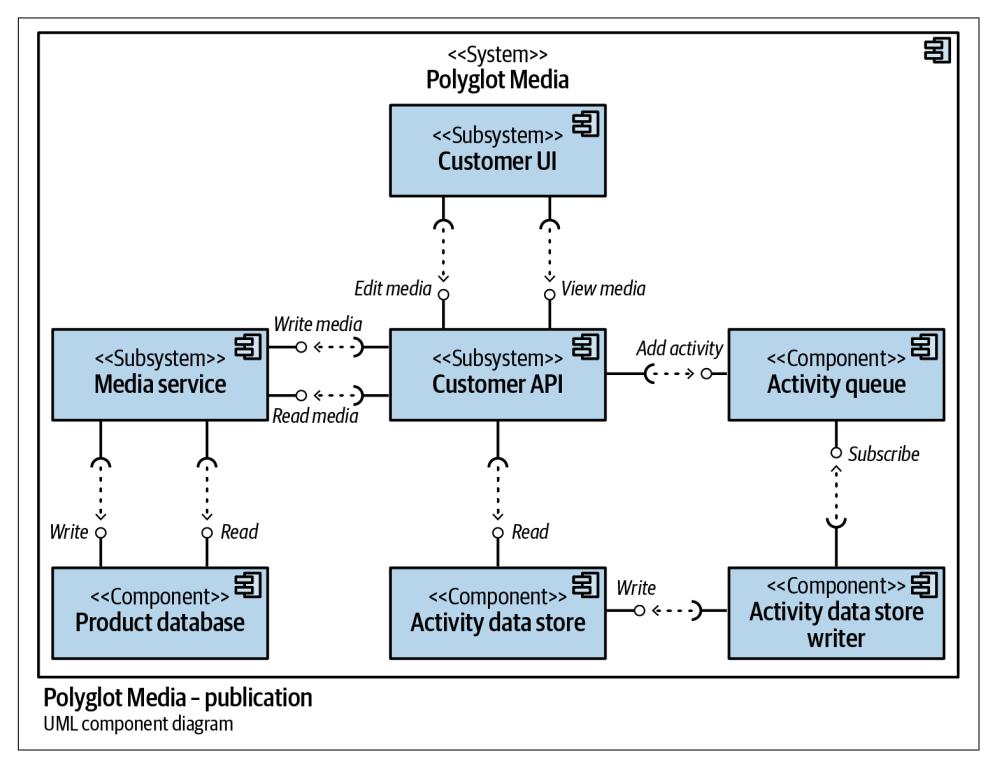 <<System>>
Polyglot Media
<<Subsystem>>
Customer UI
Edit media
View media
Write media
Add activity
<<Subsystem>>
Media service
<<Subsystem>>
Customer API
<<Component>>
Activity queue
Read media
Subscribe
Write
Read
Read
Write
<<Component>>
Product database
<<Component>>
Activity data store
<<Component>>
Activity data store
writer
Polyglot Media – publication
UML component diagram